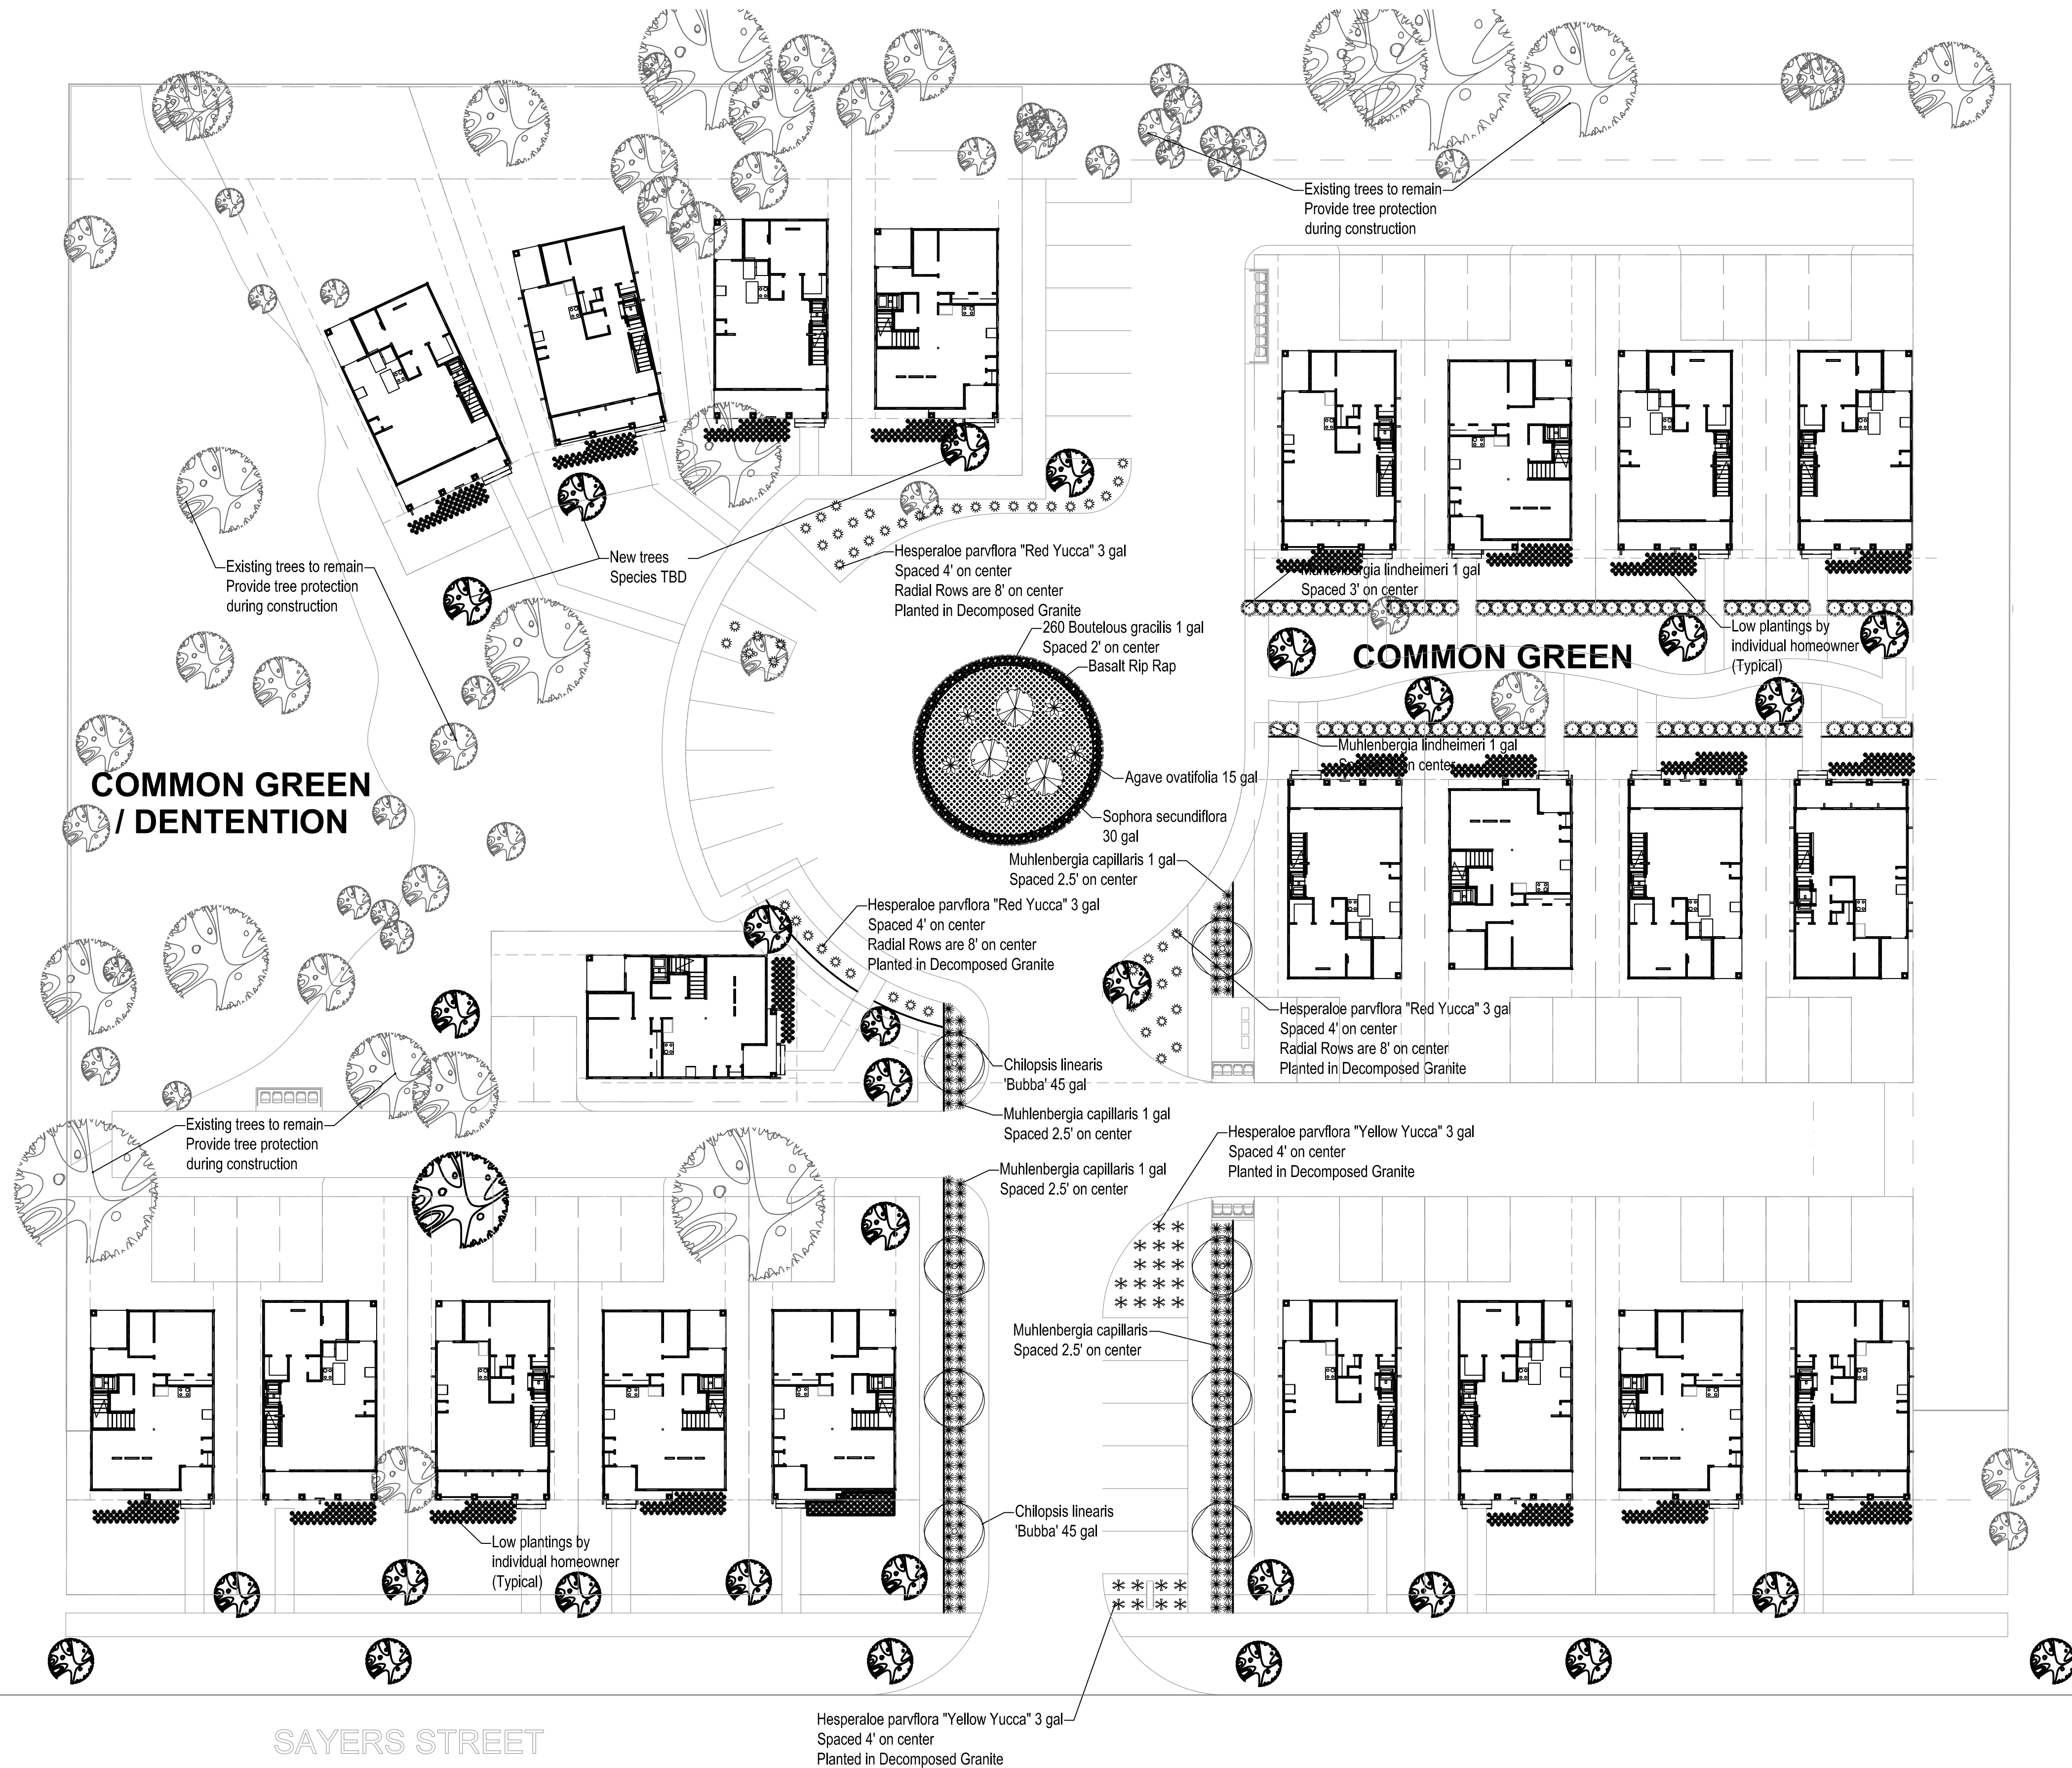 Existing trees to remain
Provide tree protection
during construction
New trees
Species TBD
Hesperaloe parvflora "Red Yucca" 3 gal
Spaced 4' on center
Radial Rows are 8' on center
Planted in Decomposed Granite
Existing trees to remain
Provide tree protection
during construction
Muhlenbergia lindheimeri 1 gal
Spaced 3' on center
260 Boutelous gracilis 1 gal
Spaced 2' on center
Basalt Rip Rap
COMMON GREEN
Low plantings by
individual homeowner
(Typical)
Muhlenbergia lindheimeri 1 gal
on center
COMMON GREEN
/ DENTENTION
Agave ovatifolia 15 gal
Sophora secundiflora
30 gal
Muhlenbergia capillaris 1 gal
Spaced 2.5' on center
Hesperaloe parvflora "Red Yucca" 3 gal
Spaced 4' on center
Radial Rows are 8' on center
Planted in Decomposed Granite
Hesperaloe parvflora "Red Yucca" 3 gal
Spaced 4' on center
Radial Rows are 8' on center
Planted in Decomposed Granite
Chilopsis linearis
'Bubba' 45 gal
Muhlenbergia capillaris 1 gal
Spaced 2.5' on center
Existing trees to remain
Provide tree protection
during construction
Hesperaloe parvflora "Yellow Yucca" 3 gal
Spaced 4' on center
Planted in Decomposed Granite
Muhlenbergia capillaris 1 gal
Spaced 2.5' on center
Muhlenbergia capillaris
Spaced 2.5' on center
Chilopsis linearis
'Bubba' 45 gal
Low plantings by
individual homeowner
(Typical)
Hesperaloe parvflora "Yellow Yucca" 3 gal
Spaced 4' on center
Planted in Decomposed Granite
SAYERS STREET